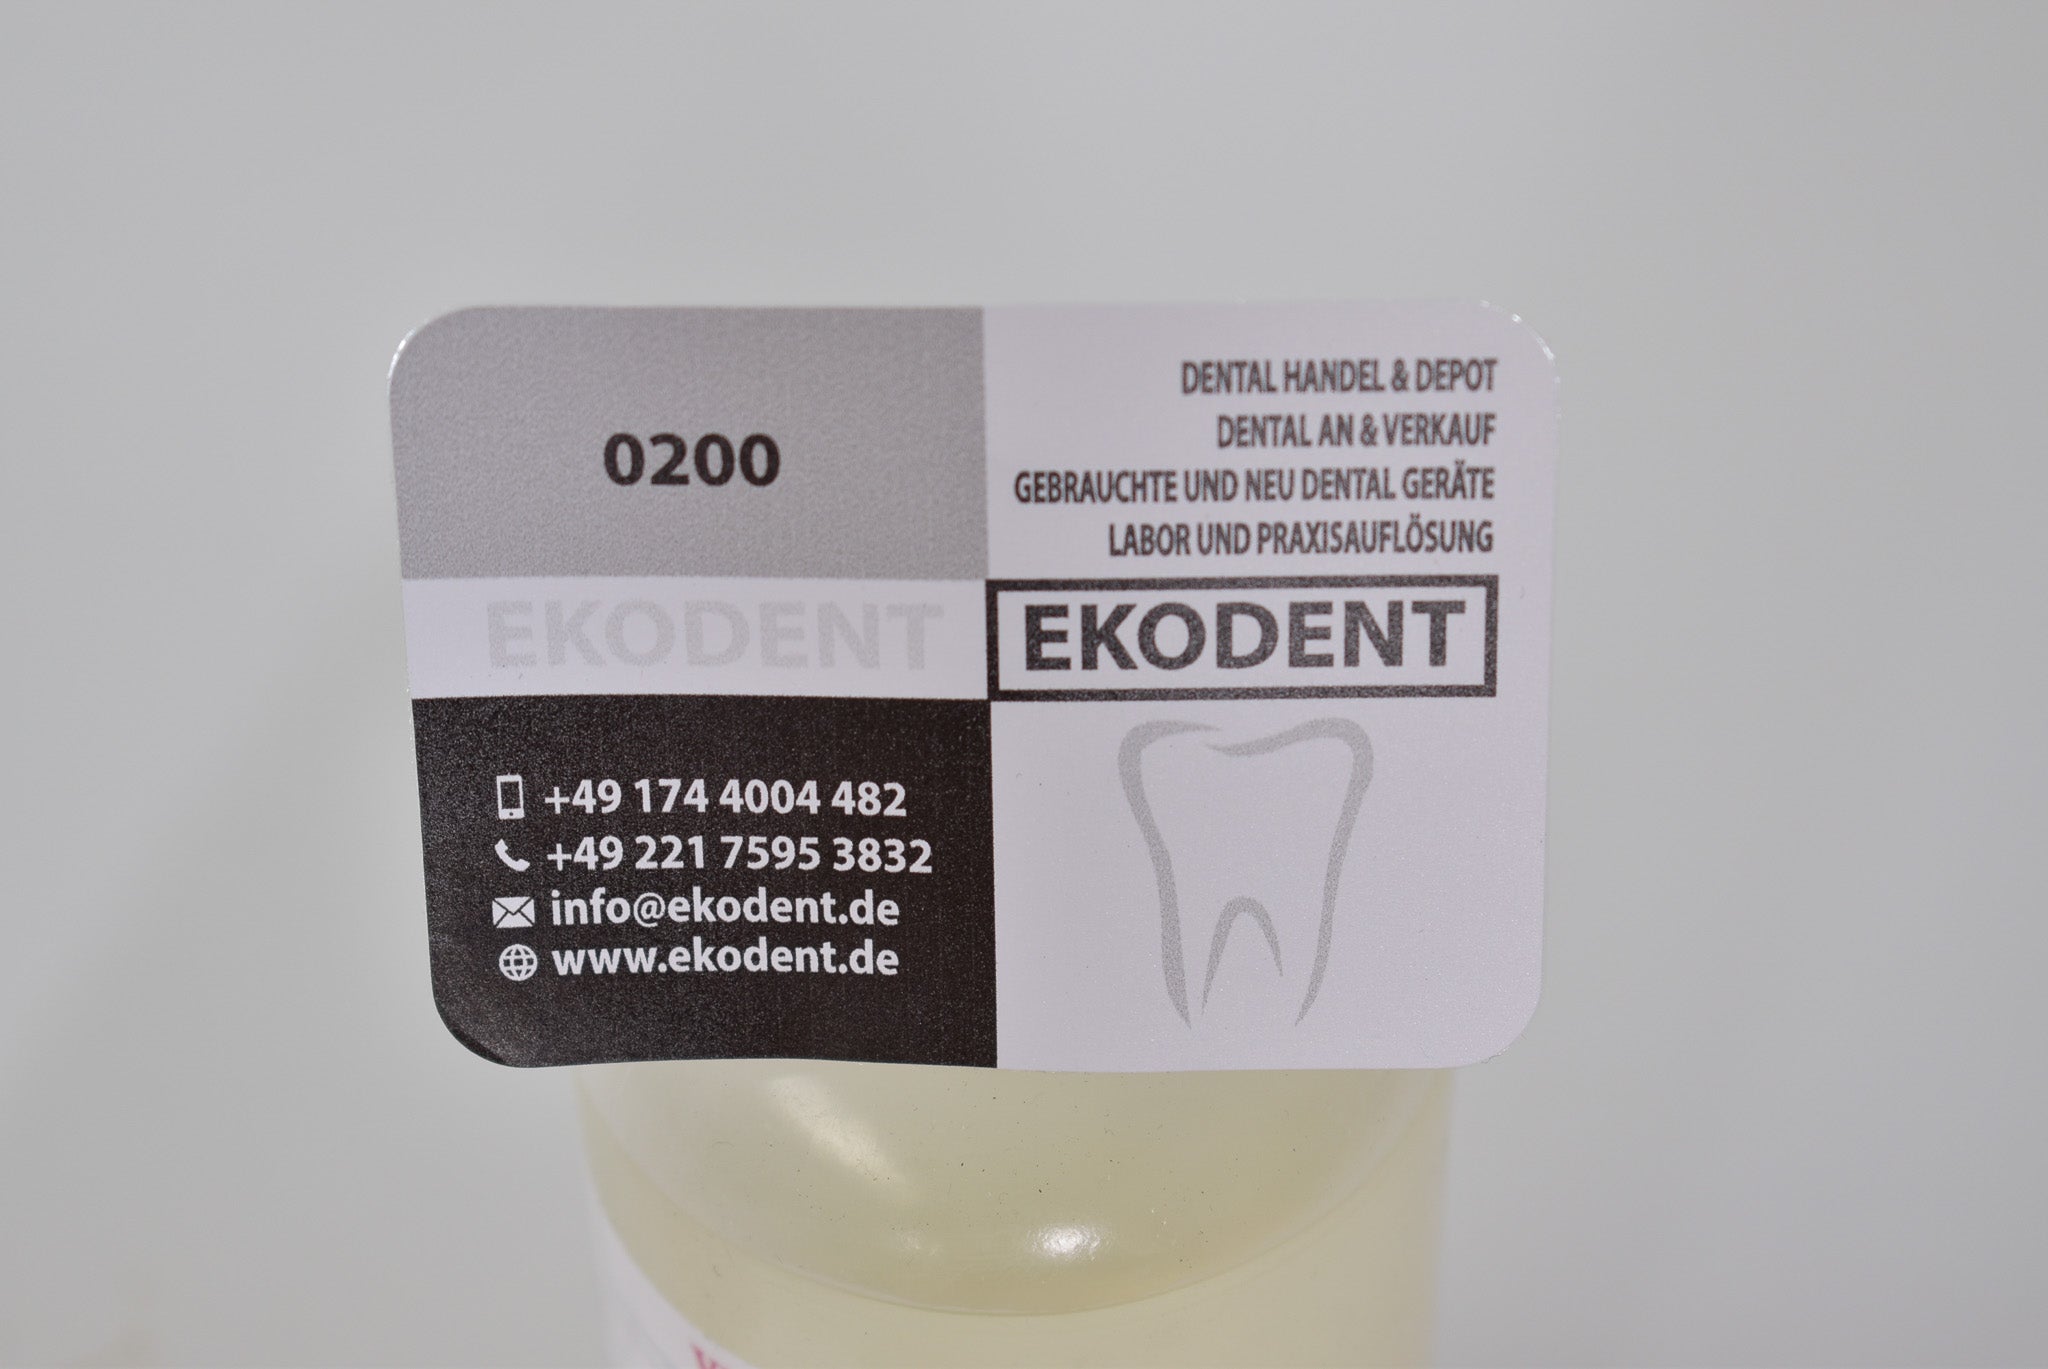 0200
EKODENT
+49 174 4004 482
+49 221 7595 3832
info@ekodent.de
www.ekodent.de
DENTAL HANDEL & DEPOT
DENTAL AN & VERKAUF
GEBRAUCHTE UND NEU DENTAL GERÄTE
LABOR UND PRAXISAUFLÖSUNG
EKODENT